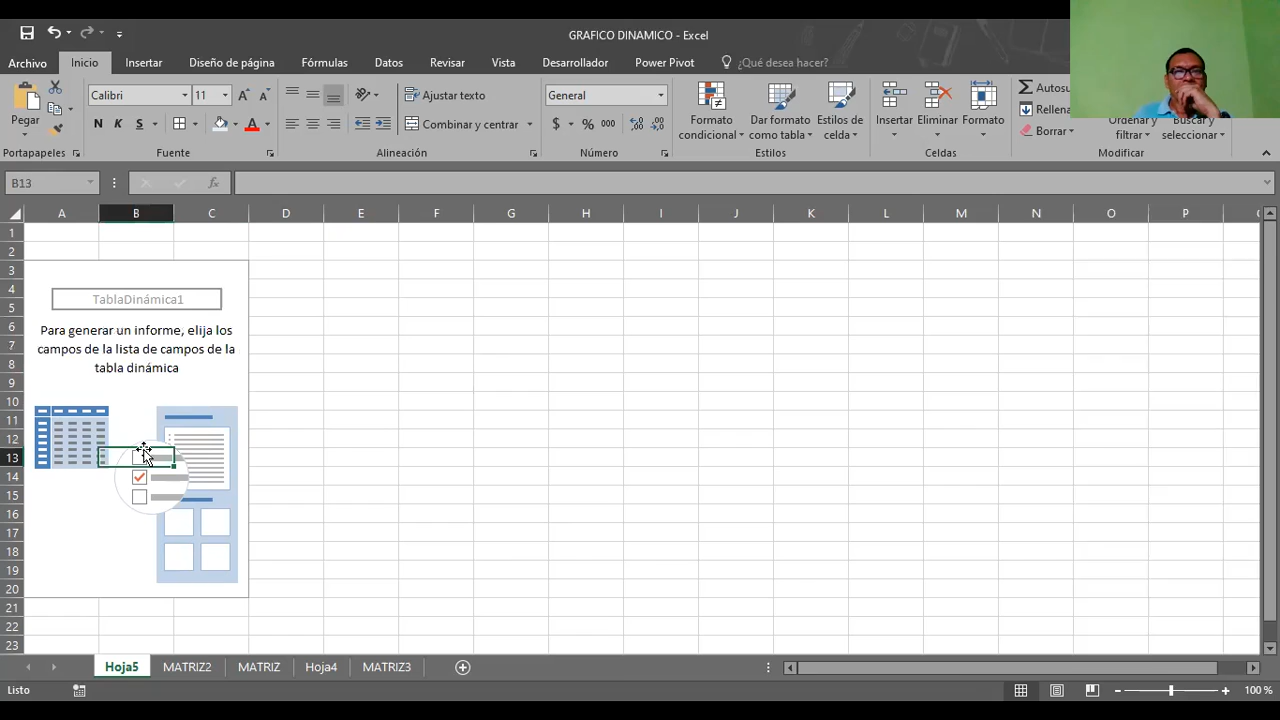 GRAFICO DINAMICO - Excel
Archivo Inicio Insertar Diseño de página Fórmulas Datos Revisar Vista Desarrollador Power Pivot ¿Qué desea hacer?
Pegar
Calibri 11 A A
N K S A
Ajustar texto
Combinar y centrar
General
$ % 000
Formato condicional
Dar formato como tabla
Estilos de celda
Insertar Eliminar Formato
Autosu
Rellena
Borrar
Ordenar y filtrar
Buscar y seleccionar
Portapapeles Fuente Alineación Número Estilos Celdas Modificar
B13 fx
A B C D E F G H I J K L M N O P
1
2
3
4
5
6
7
8
9
10
11
12
13
14
15
16
17
18
19
20
21
22
23
TablaDinámica1
Para generar un informe, elija los
campos de la lista de campos de la
tabla dinámica
Hoja5 MATRIZ2 MATRIZ Hoja4 MATRIZ3
Listo 100 %